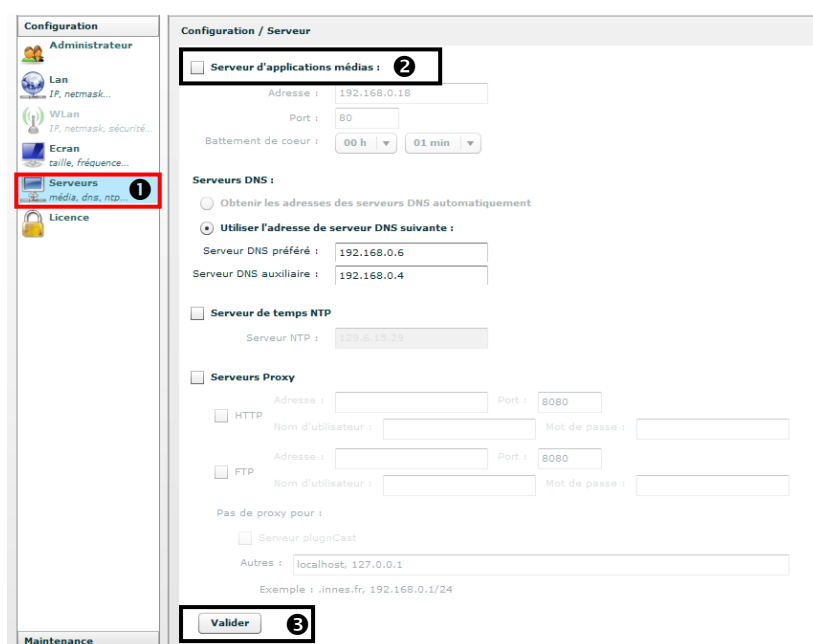 Configuration
Administrateur
Lan
IP, netmask...
WLan
IP, netmask, sécurité...
Ecran
taille, fréquence...
Serveurs
média, dns, ntp...
❶
Licence
Maintenance
Configuration / Serveur
Serveur d'applications médias : ❷
Adresse : 192.168.0.18
Port : 80
Battement de coeur : 00 h 01 min
Serveurs DNS :
Obtenir les adresses des serveurs DNS automatiquement
Utiliser l'adresse de serveur DNS suivante :
Serveur DNS préféré : 192.168.0.6
Serveur DNS auxiliaire : 192.168.0.4
Serveur de temps NTP
Serveur NTP : 129.6.15.29
Serveurs Proxy
HTTP
Adresse : Port : 8080
Nom d'utilisateur : Mot de passe :
FTP
Adresse : Port : 8080
Nom d'utilisateur : Mot de passe :
Pas de proxy pour :
Serveur plugnCast
Autres : localhost, 127.0.0.1
Exemple : .innes.fr, 192.168.0.1/24
Valider ❸